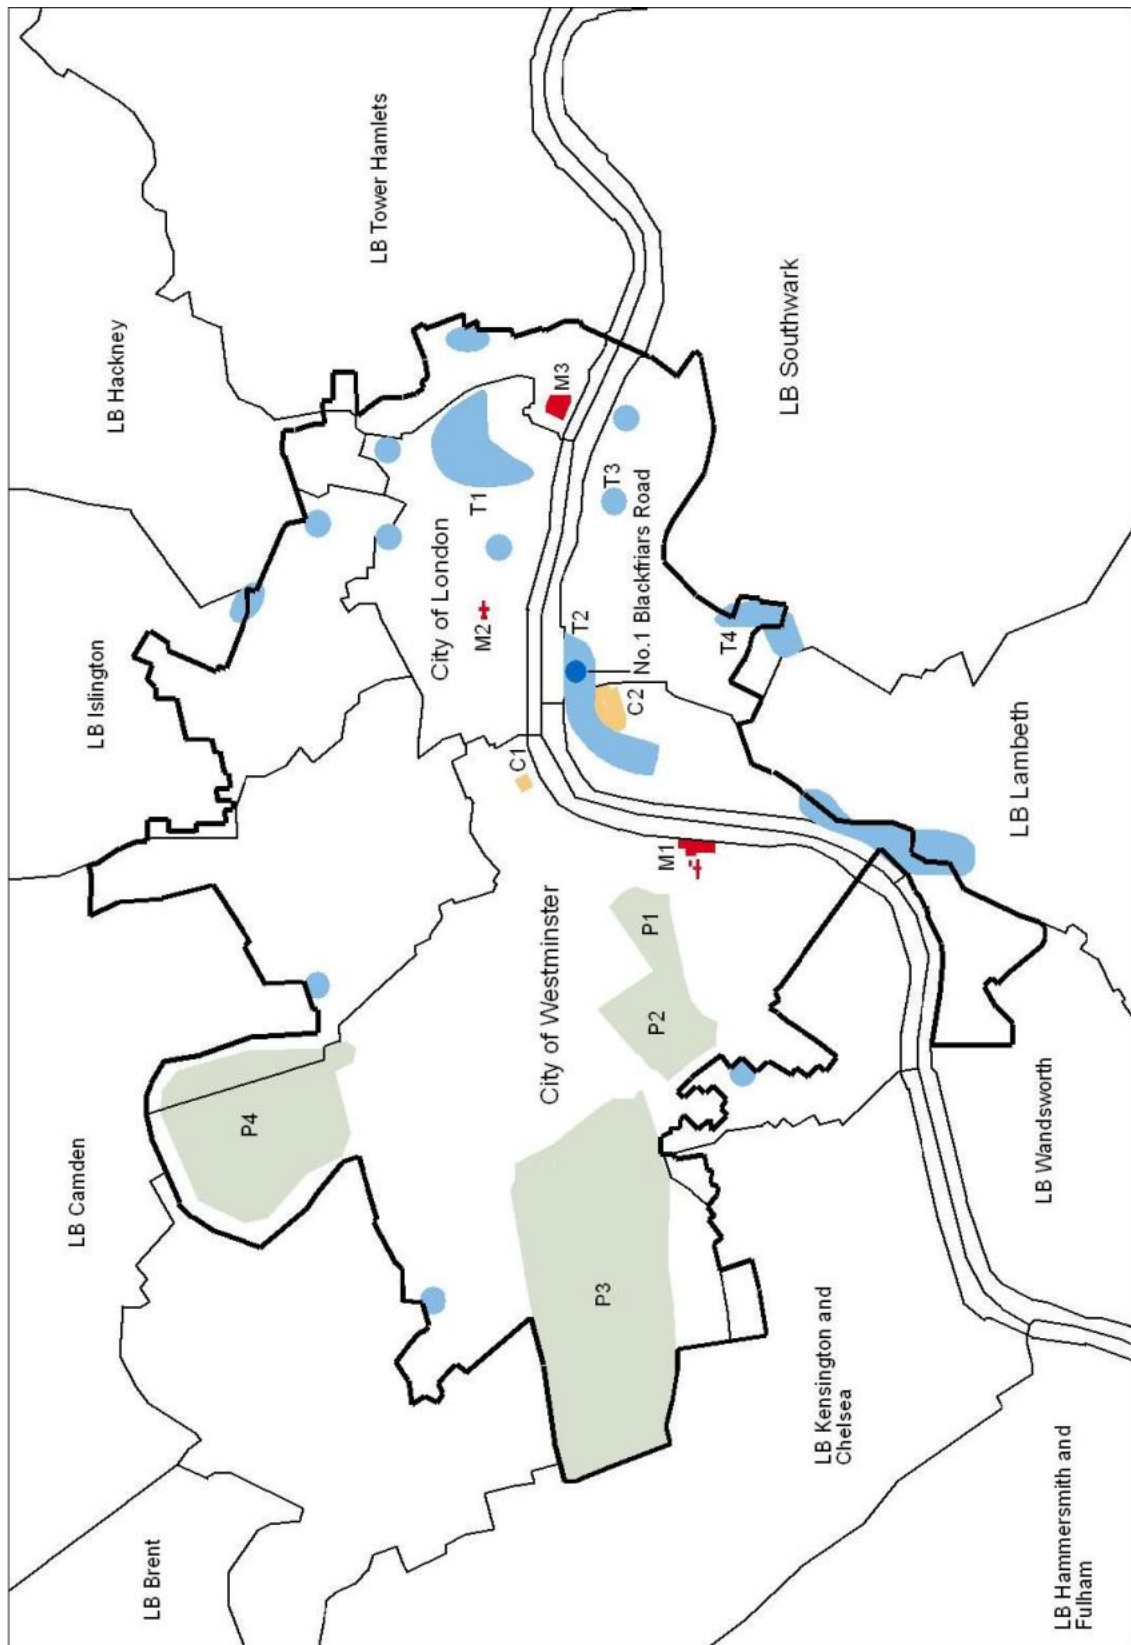 LB Brent
LB Camden
LB Islington
LB Hackney
LB Tower Hamlets
P4
City of London
T1
M2
M3
C1
City of Westminster
P3
P2
P1
M1
C2
T2
T3
No.1 Blackfriars Road
T4
LB Southwark
LB Kensington and
Chelsea
LB Wandsworth
LB Lambeth
LB Hammersmith and
Fulham